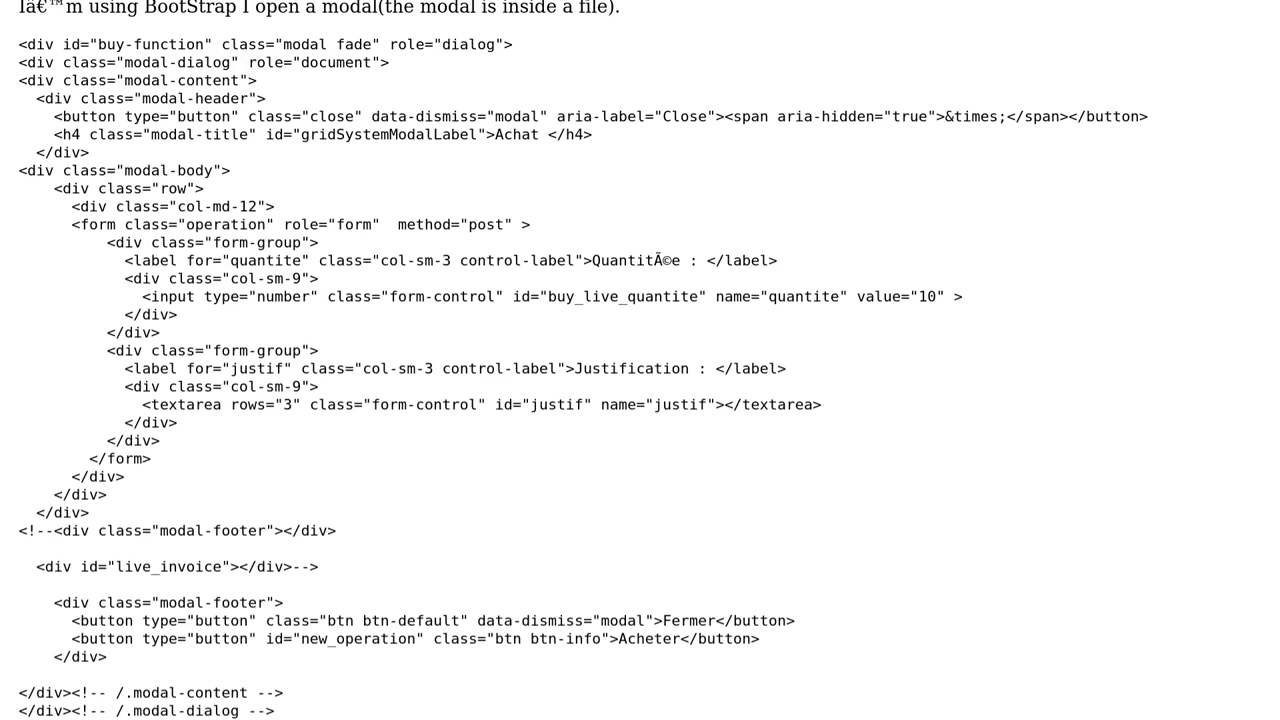 Iâ€™m using BootStrap I open a modal(the modal is inside a file).
<div id="buy-function" class="modal fade" role="dialog">
<div class="modal-dialog" role="document">
<div class="modal-content">
  <div class="modal-header">
    <button type="button" class="close" data-dismiss="modal" aria-label="Close"><span aria-hidden="true">&times;</span></button>
    <h4 class="modal-title" id="gridSystemModalLabel">Achat </h4>
  </div>
<div class="modal-body">
    <div class="row">
      <div class="col-md-12">
      <form class="operation" role="form"  method="post" >
          <div class="form-group">
            <label for="quantite" class="col-sm-3 control-label">QuantitÃ©e : </label>
            <div class="col-sm-9">
              <input type="number" class="form-control" id="buy_live_quantite" name="quantite" value="10" >
            </div>
          </div>
          <div class="form-group">
            <label for="justif" class="col-sm-3 control-label">Justification : </label>
            <div class="col-sm-9">
              <textarea rows="3" class="form-control" id="justif" name="justif"></textarea>
            </div>
          </div>
        </form>
      </div>
    </div>
  </div>
<!--<div class="modal-footer"></div>
  <div id="live_invoice"></div>-->
    <div class="modal-footer">
      <button type="button" class="btn btn-default" data-dismiss="modal">Fermer</button>
      <button type="button" id="new_operation" class="btn btn-info">Acheter</button>
    </div>
</div><!-- /.modal-content -->
</div><!-- /.modal-dialog -->